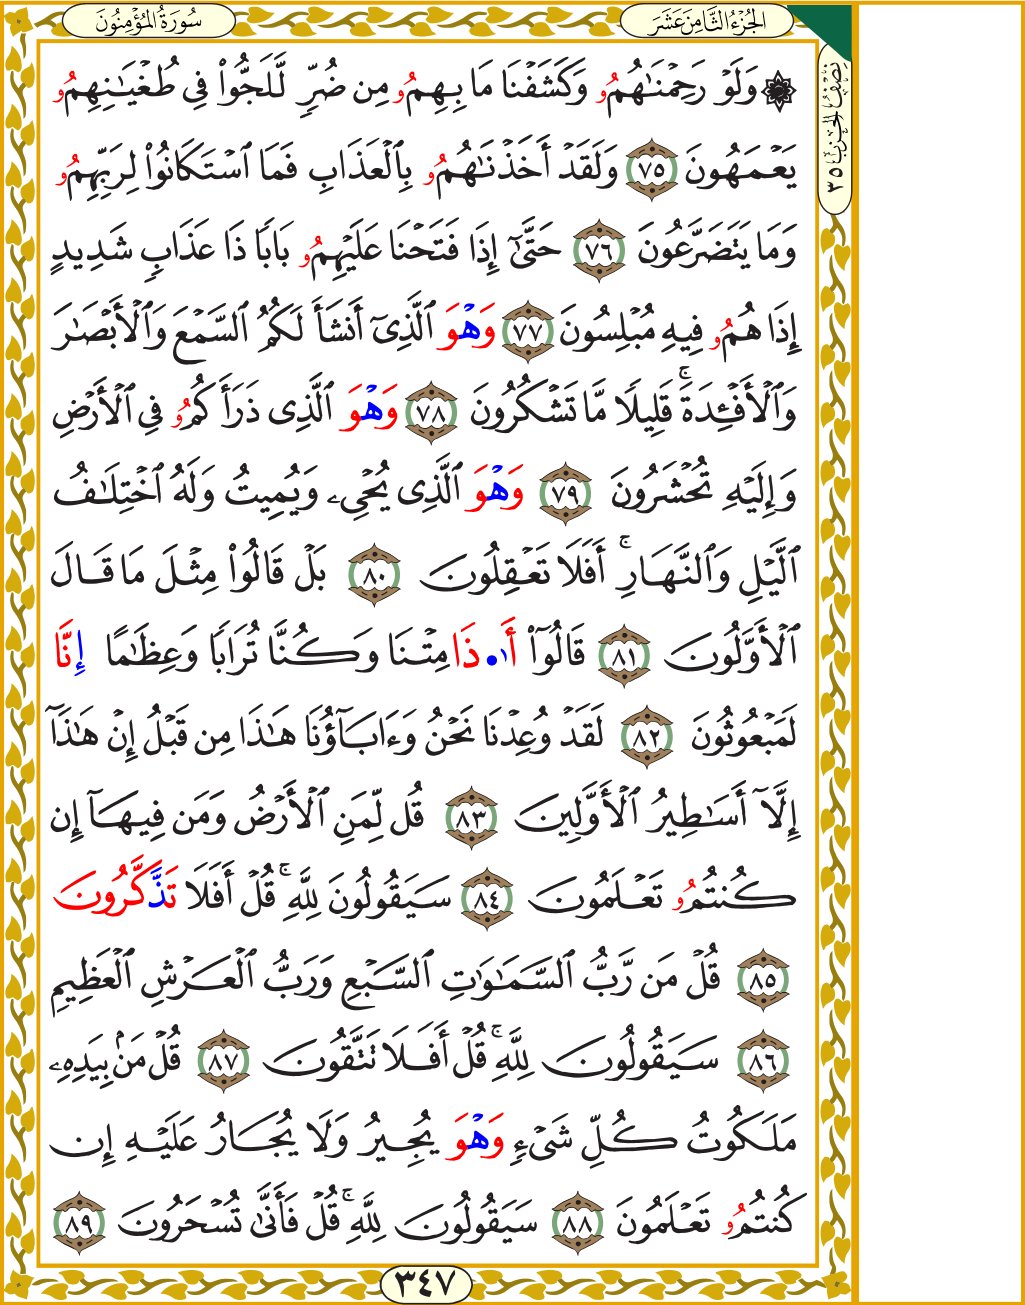 سُورَةُ المُؤْمِنُونَ
الجُزْءُ الثَّامِنَ عَشَرَ
نِصْفُ الحِزْبِ ٣٥
۞ وَلَوْ رَحِمْنَٰهُمُۥ وَكَشَفْنَا مَا بِهِمُۥ مِن ضُرٍّ لَّلَجُّوا۟ فِى طُغْيَٰنِهِمُۥ
يَعْمَهُونَ ٧٥ وَلَقَدْ أَخَذْنَٰهُمُۥ بِٱلْعَذَابِ فَمَا ٱسْتَكَانُوا۟ لِرَبِّهِمُۥ
وَمَا يَتَضَرَّعُونَ ٧٦ حَتَّىٰٓ إِذَا فَتَحْنَا عَلَيْهِمُۥ بَابًا ذَا عَذَابٍ شَدِيدٍ
إِذَا هُمُۥ فِيهِ مُبْلِسُونَ ٧٧ وَهْوَ ٱلَّذِىٓ أَنشَأَ لَكُمُ ٱلسَّمْعَ وَٱلْأَبْصَٰرَ
وَٱلْأَفْـِٔدَةَ ۚ قَلِيلًا مَّا تَشْكُرُونَ ٧٨ وَهْوَ ٱلَّذِى ذَرَأَكُمُۥ فِى ٱلْأَرْضِ
وَإِلَيْهِ تُحْشَرُونَ ٧٩ وَهْوَ ٱلَّذِى يُحْىِۦ وَيُمِيتُ وَلَهُ ٱخْتِلَٰفُ
ٱلَّيْلِ وَٱلنَّهَارِ ۚ أَفَلَا تَعْقِلُونَ ٨٠ بَلْ قَالُوا۟ مِثْلَ مَا قَالَ
ٱلْأَوَّلُونَ ٨١ قَالُوٓا۟ أَا۬ذَا مِتْنَا وَكُنَّا تُرَابًا وَعِظَٰمًا إِنَّا
لَمَبْعُوثُونَ ٨٢ لَقَدْ وُعِدْنَا نَحْنُ وَءَابَآؤُنَا هَٰذَا مِن قَبْلُ إِنْ هَٰذَآ
إِلَّآ أَسَٰطِيرُ ٱلْأَوَّلِينَ ٨٣ قُل لِّمَنِ ٱلْأَرْضُ وَمَن فِيهَآ إِن
كُنتُمُۥ تَعْلَمُونَ ٨٤ سَيَقُولُونَ لِلَّهِ ۚ قُلْ أَفَلَا تَذَّكَّرُونَ
٨٥ قُلْ مَن رَّبُّ ٱلسَّمَٰوَٰتِ ٱلسَّبْعِ وَرَبُّ ٱلْعَرْشِ ٱلْعَظِيمِ
٨٦ سَيَقُولُونَ لِلَّهِ ۚ قُلْ أَفَلَا تَتَّقُونَ ٨٧ قُلْ مَنۢ بِيَدِهِۦ
مَلَكُوتُ كُلِّ شَىْءٍ وَهْوَ يُجِيرُ وَلَا يُجَارُ عَلَيْهِ إِن
كُنتُمُۥ تَعْلَمُونَ ٨٨ سَيَقُولُونَ لِلَّهِ ۚ قُلْ فَأَنَّىٰ تُسْحَرُونَ ٨٩
٣٤٧